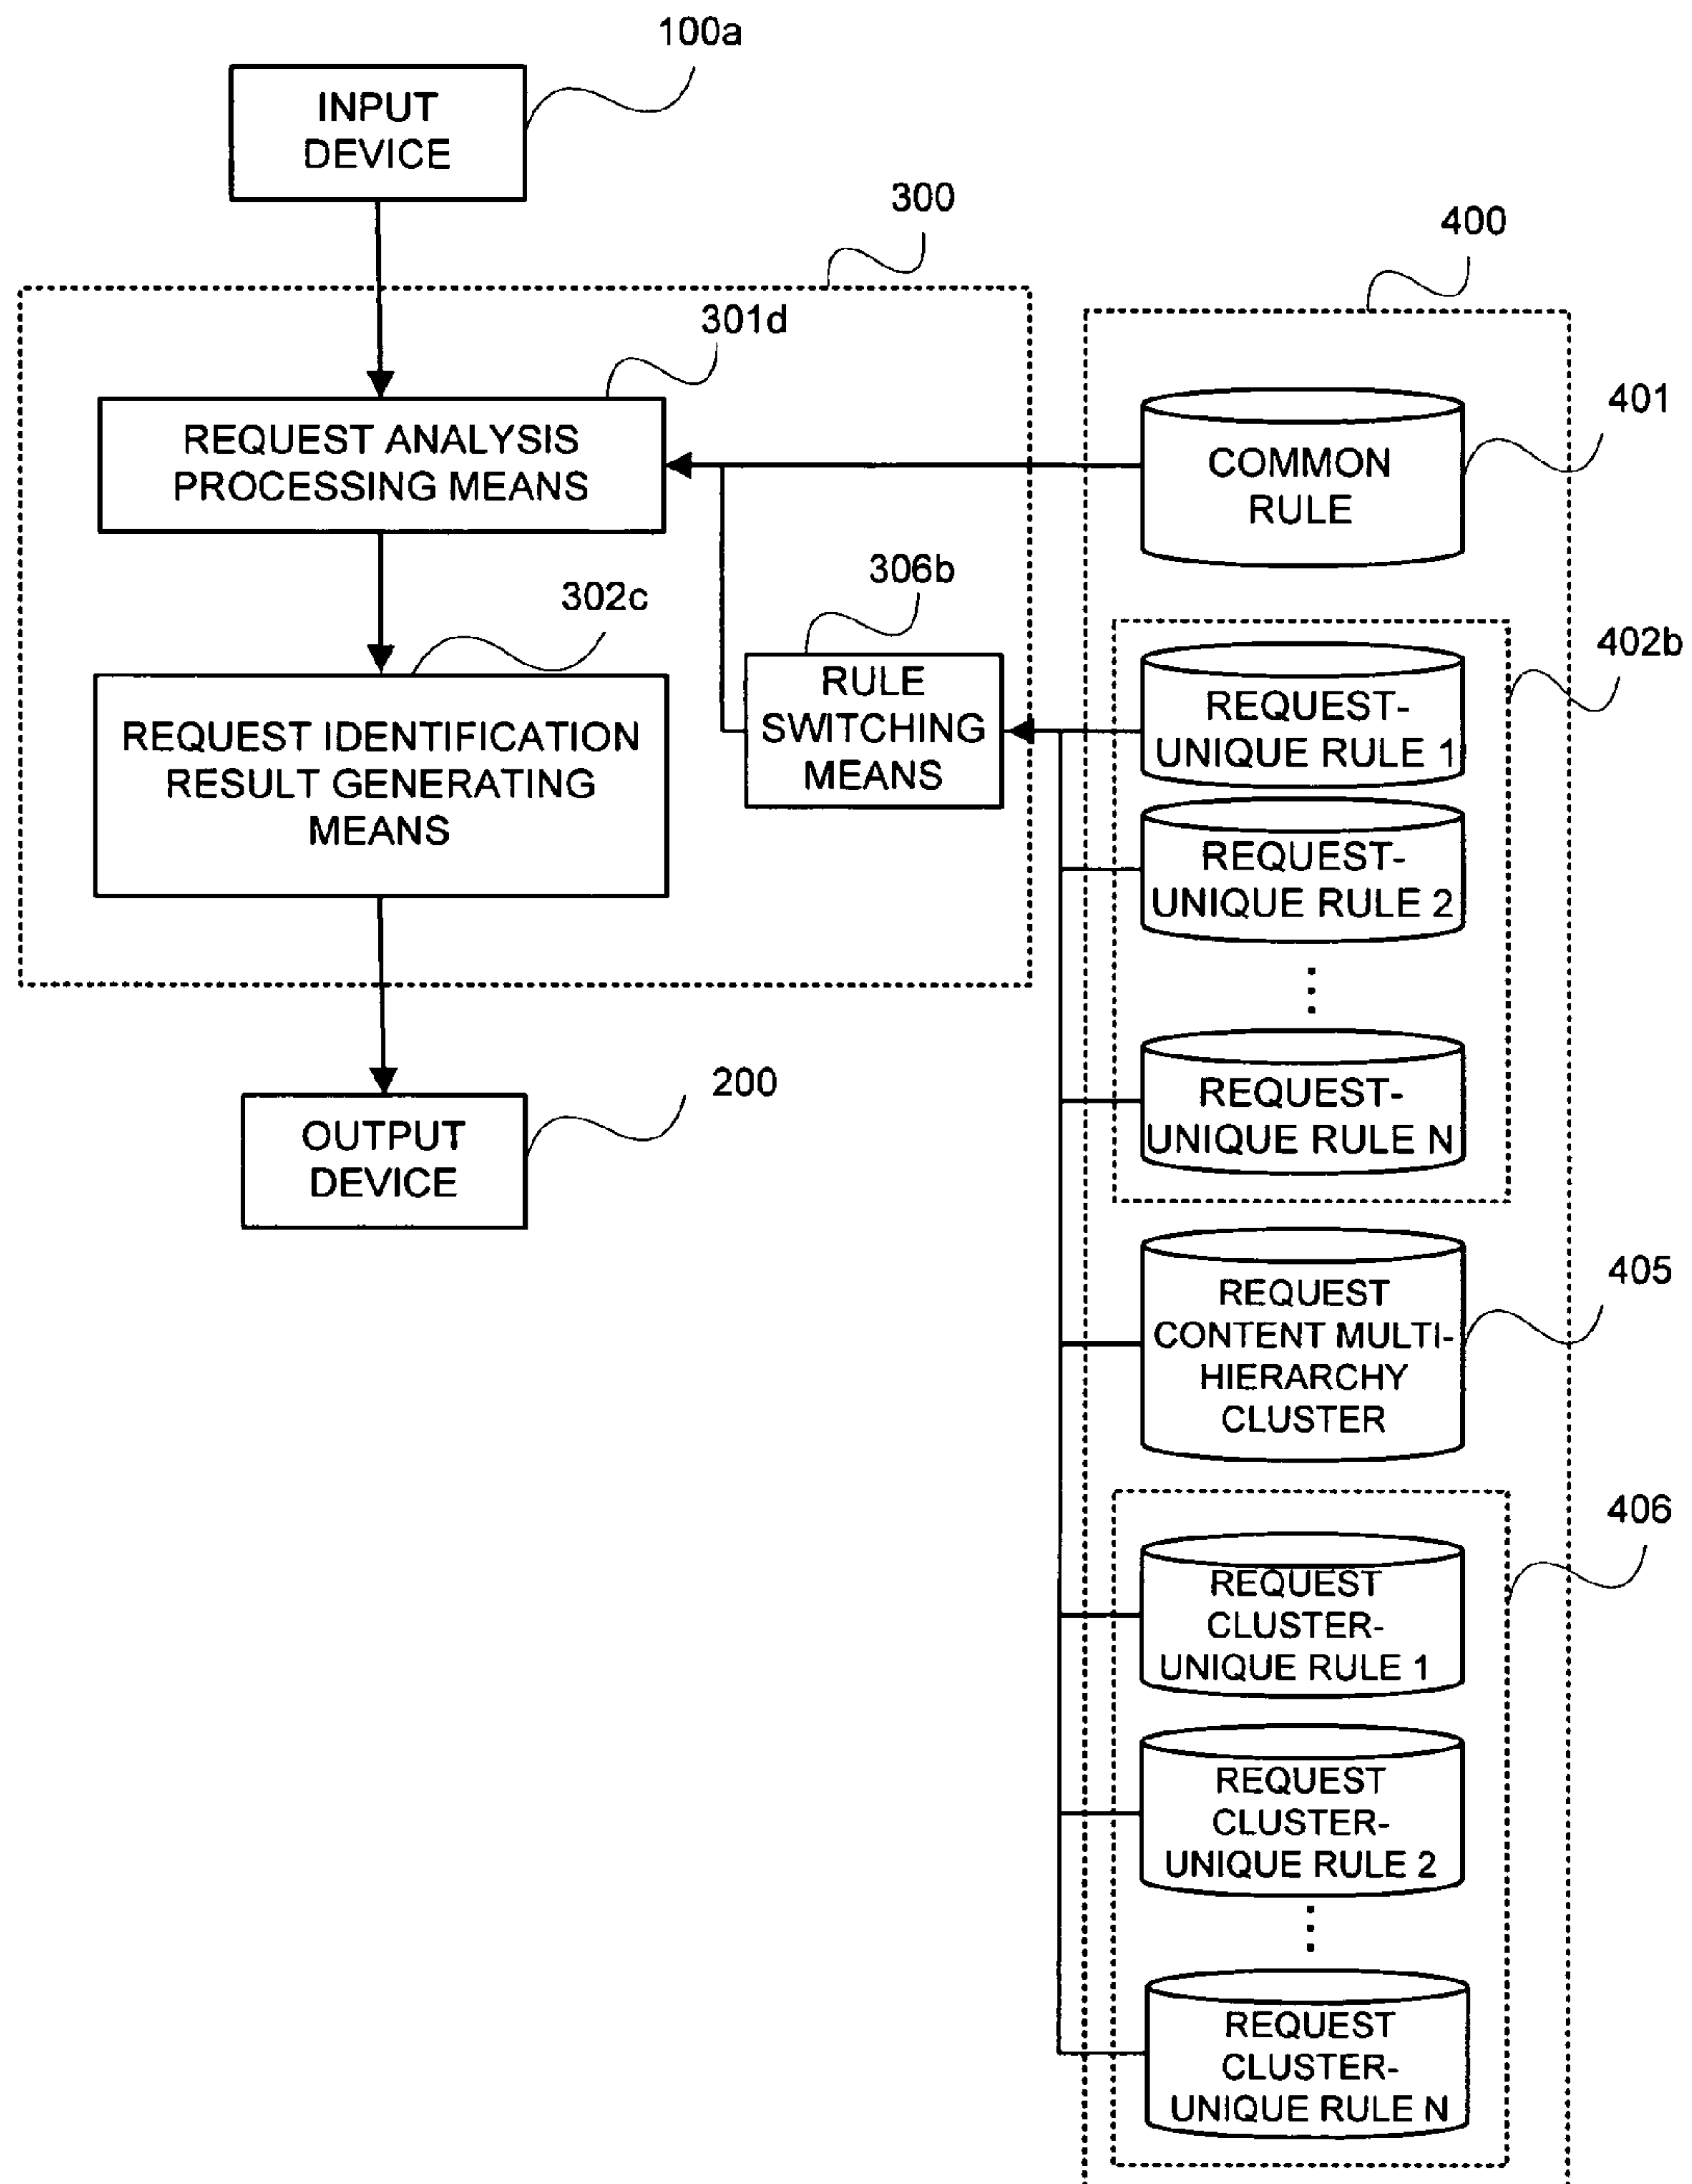 100a
INPUT
DEVICE
300
400
301d
REQUEST ANALYSIS
PROCESSING MEANS
401
COMMON
RULE
306b
302c
402b
RULE
SWITCHING
MEANS
REQUEST-
UNIQUE RULE 1
REQUEST IDENTIFICATION
RESULT GENERATING
MEANS
REQUEST-
UNIQUE RULE 2
REQUEST-
UNIQUE RULE N
200
OUTPUT
DEVICE
405
REQUEST
CONTENT MULTI-
HIERARCHY
CLUSTER
406
REQUEST
CLUSTER-
UNIQUE RULE 1
REQUEST
CLUSTER-
UNIQUE RULE 2
REQUEST
CLUSTER-
UNIQUE RULE N